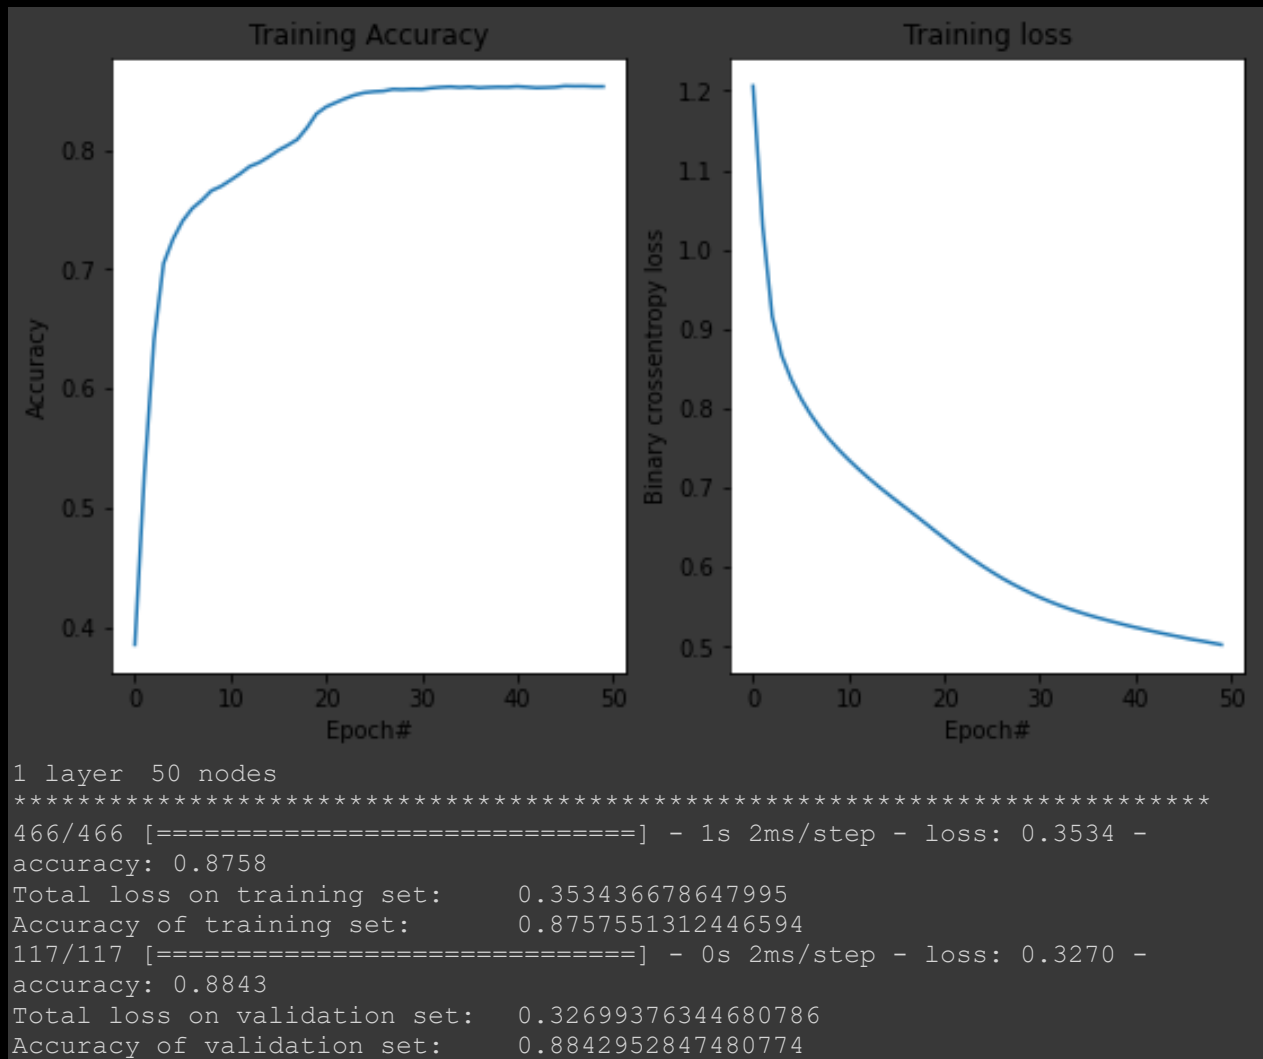 Training Accuracy
Training loss
0.8
0.7
0.6
0.5
0.4
Accuracy
0
10
20
30
40
50
Epoch#
1.2
1.1
1.0
0.9
0.8
0.7
0.6
0.5
Binary crossentropy loss
0
10
20
30
40
50
Epoch#
1 layer 50 nodes
***************************************************************************
466/466 [==============================] - 1s 2ms/step - loss: 0.3534 -
accuracy: 0.8758
Total loss on training set: 0.353436678647995
Accuracy of training set: 0.8757551312446594
117/117 [==============================] - 0s 2ms/step - loss: 0.3270 -
accuracy: 0.8843
Total loss on validation set: 0.32699376344680786
Accuracy of validation set: 0.8842952847480774